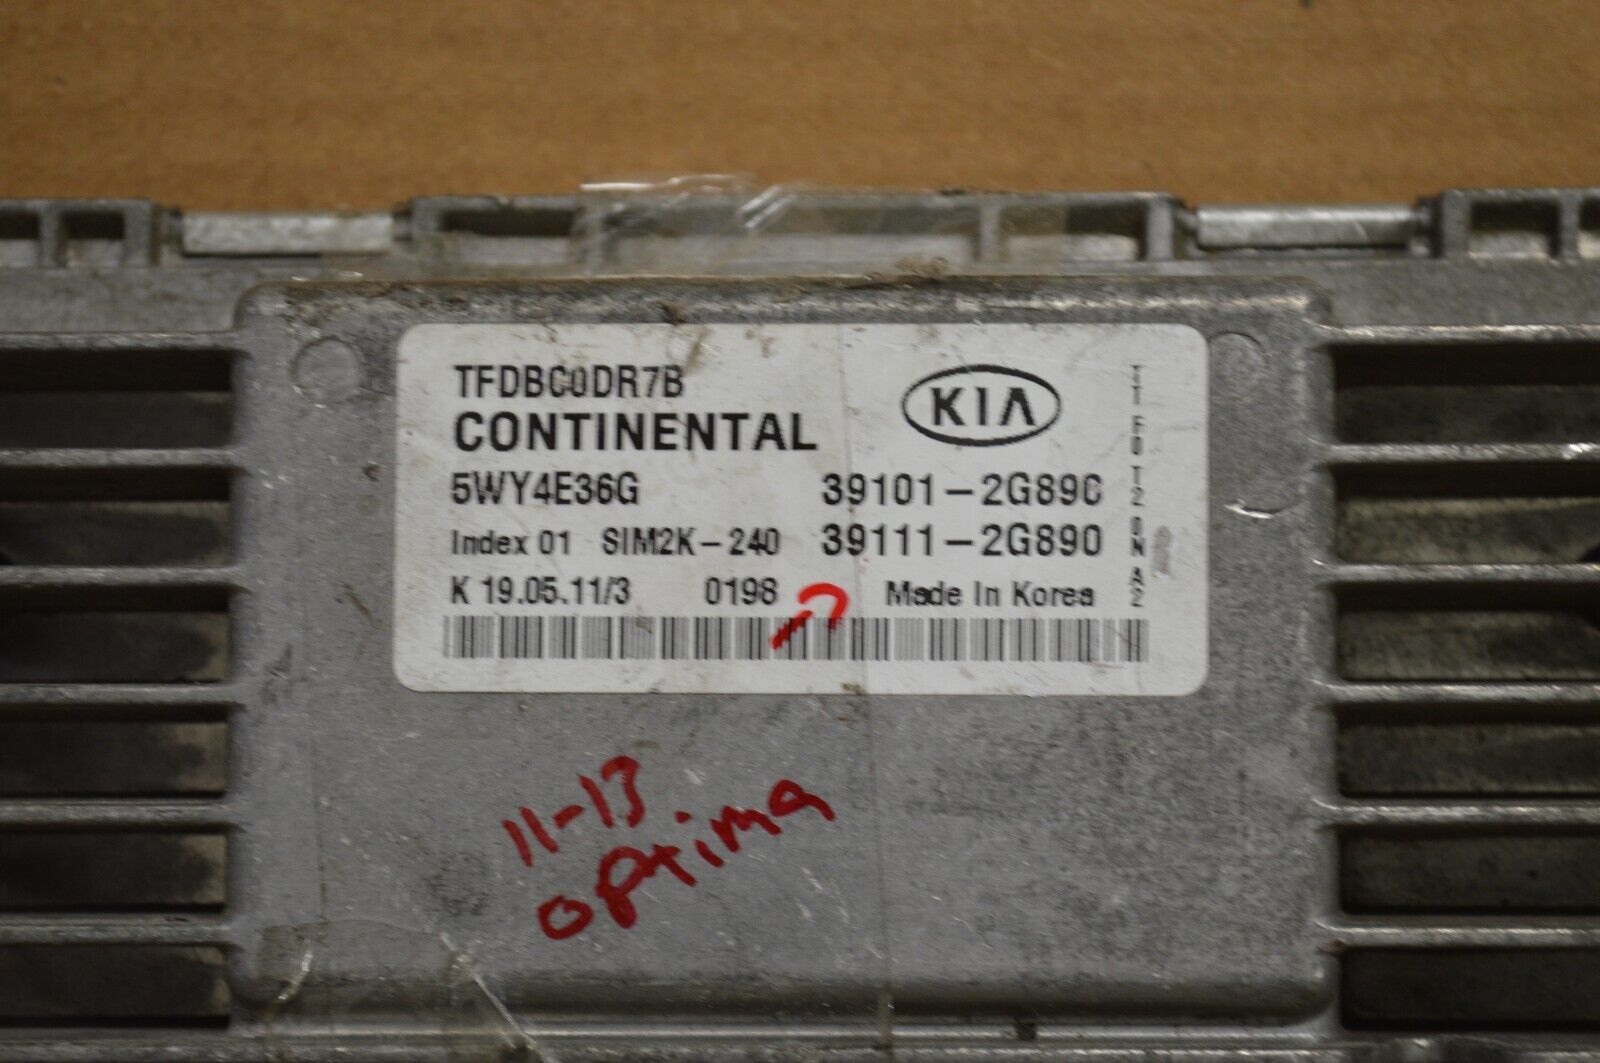 TFDBC0DR7B
KIA
CONTINENTAL
5WY4E36G 39101-2G890
Index 01 SIM2K-240 39111-2G890
K 19.05.11/3 0198 Made In Korea
11-13
optima